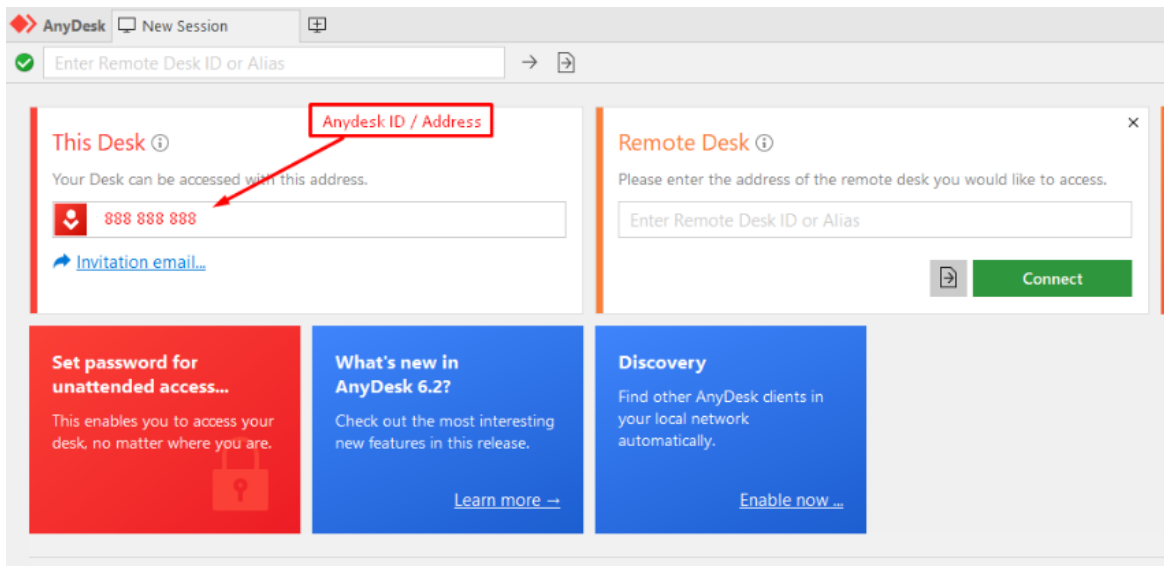 AnyDesk New Session
Enter Remote Desk ID or Alias
Anydesk ID / Address
This Desk
Your Desk can be accessed with this address.
888 888 888
Invitation email...
Remote Desk
Please enter the address of the remote desk you would like to access.
Enter Remote Desk ID or Alias
Connect
Set password for
unattended access...
This enables you to access your
desk, no matter where you are.
What's new in
AnyDesk 6.2?
Check out the most interesting
new features in this release.
Learn more →
Discovery
Find other AnyDesk clients in
your local network
automatically.
Enable now ...